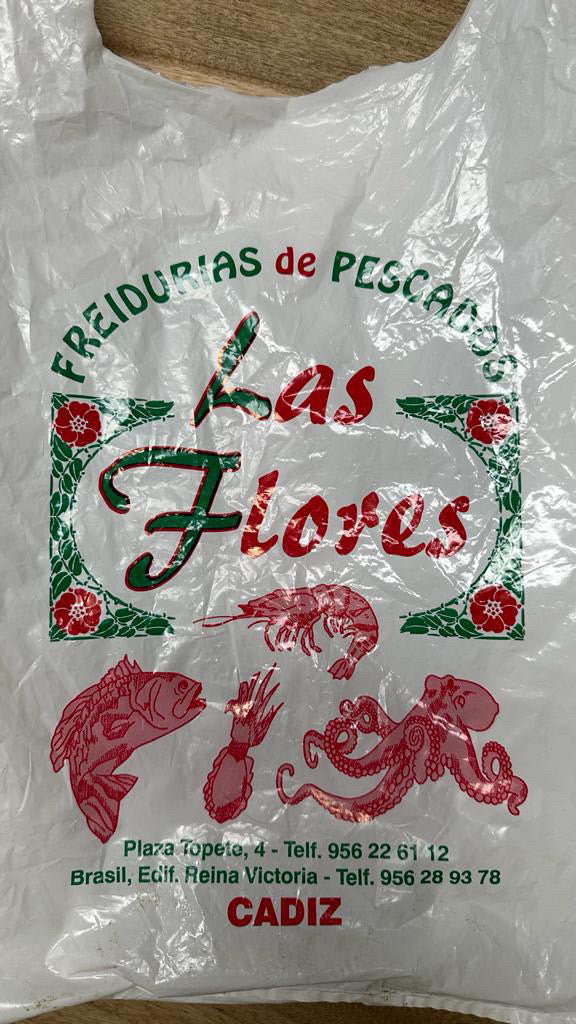 FREIDURIAS de PESCADOS
Las
Flores
Plaza Topete, 4 - Telf. 956 22 61 12
Brasil, Edif. Reina Victoria - Telf. 956 28 93 78
CADIZ